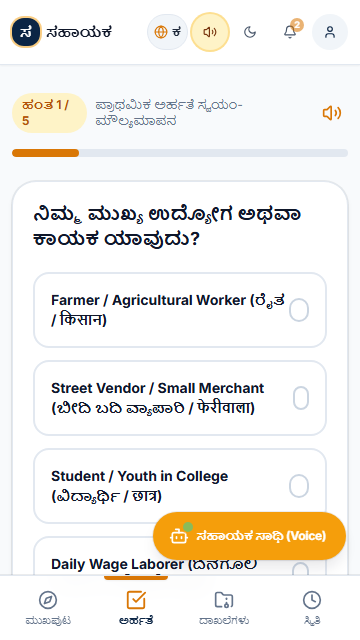 ಸ ಸಹಾಯಕ ಕ 2
ಹಂತ 1 / 5
ಪ್ರಾಥಮಿಕ ಅರ್ಹತೆ ಸ್ವಯಂ-
ಮೌಲ್ಯಮಾಪನ
ನಿಮ್ಮ ಮುಖ್ಯ ಉದ್ಯೋಗ ಅಥವಾ
ಕಾಯಕ ಯಾವುದು?
Farmer / Agricultural Worker (ರೈತ
/ किसान)
Street Vendor / Small Merchant
(ಬೀದಿ ಬದಿ ವ್ಯಾಪಾರಿ / फेरीवाला)
Student / Youth in College
(ವಿದ್ಯಾರ್ಥಿ / छात्र)
ಸಹಾಯಕ ಸಾಥಿ (Voice)
Daily Wage Laborer (ದಿನಗೂಲಿ
ಮುಖಪುಟ ಅರ್ಹತೆ ದಾಖಲೆಗಳು ಸ್ಥಿತಿ